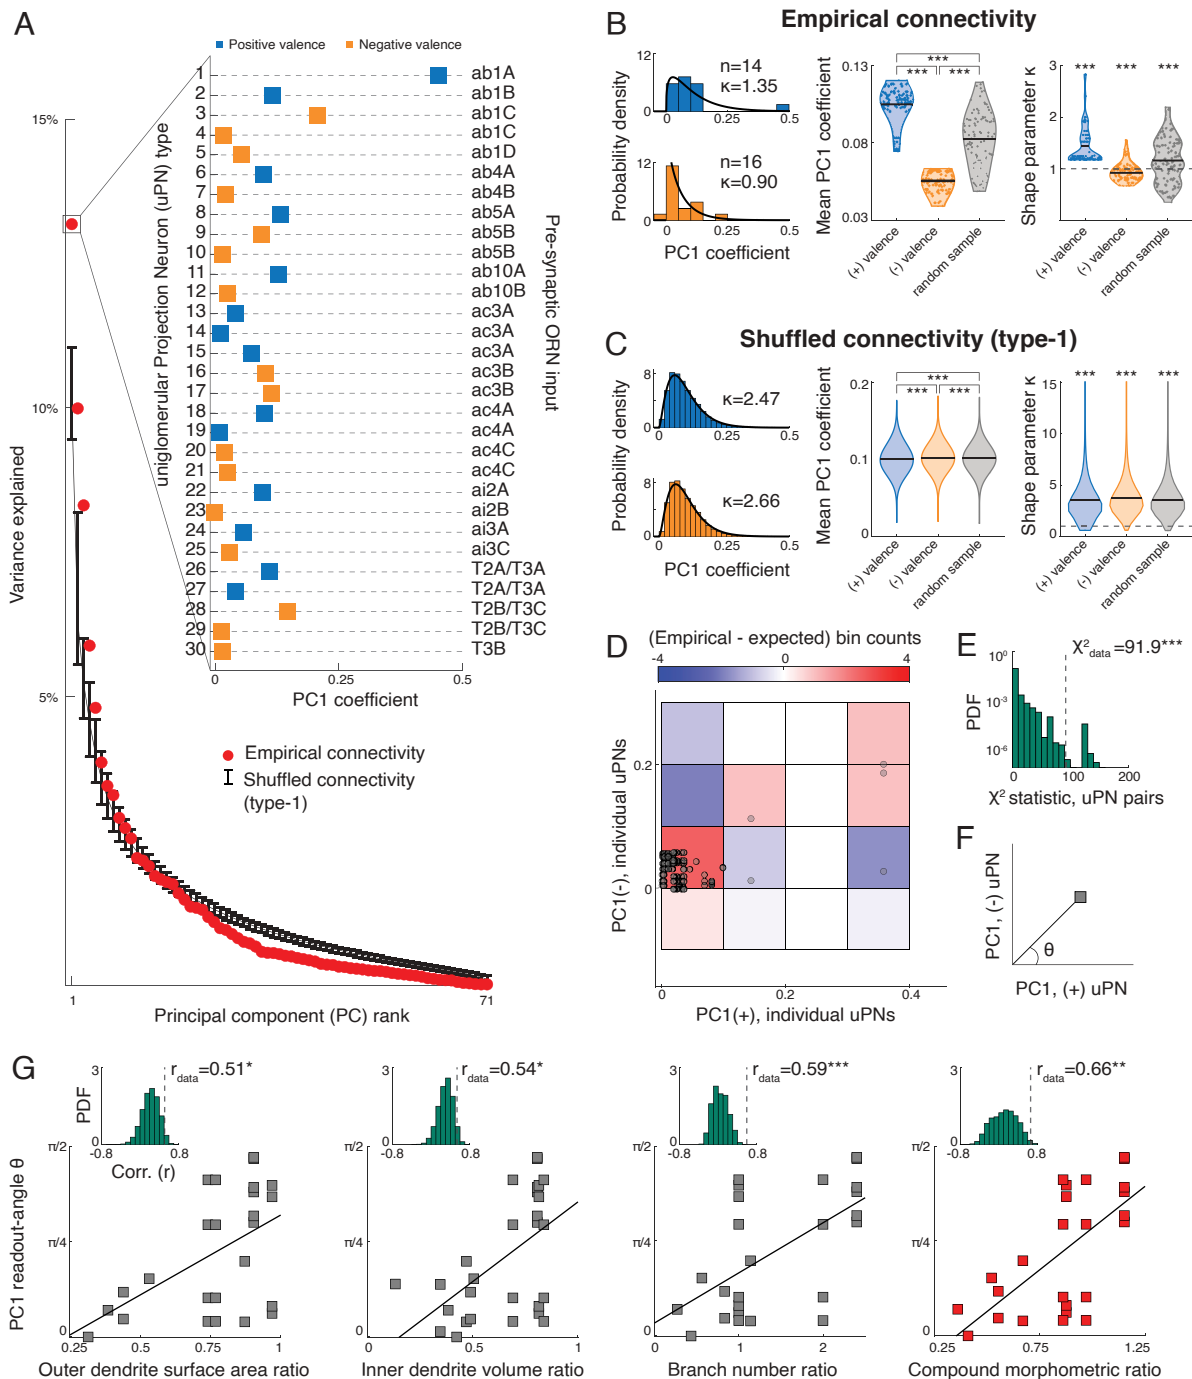 A
Positive valence
Negative valence
uniglomerular Projection Neuron (uPN) type
1 ab1A
2 ab1B
3 ab1C
4 ab1C
5 ab1D
6 ab4A
7 ab4B
8 ab5A
9 ab5B
10 ab5B
11 ab10A
12 ab10B
13 ac3A
14 ac3A
15 ac3A
16 ac3B
17 ac3B
18 ac4A
19 ac4A
20 ac4C
21 ac4C
22 ai2A
23 ai2B
24 ai3A
25 ai3C
26 T2A/T3A
27 T2A/T3A
28 T2B/T3C
29 T2B/T3C
30 T3B
Pre-synaptic ORN input
0 0.25 0.5
PC1 coefficient
15%
10%
5%
Variance explained
Empirical connectivity
Shuffled connectivity
(type-1)
1 71
Principal component (PC) rank
B
Empirical connectivity
Probability density
12
0
n=14
κ=1.35
0 0.5
12
0
n=16
κ=0.90
0 0.5
PC1 coefficient
Mean PC1 coefficient
0.13
0.08
0.03
***
*** ***
(+) valence
(-) valence
random sample
Shape parameter κ
3
2
1
0
*** *** ***
(+) valence
(-) valence
random sample
C
Shuffled connectivity (type-1)
Probability density
8
0
κ=2.47
0 0.5
8
0
κ=2.66
0 0.5
PC1 coefficient
Mean PC1 coefficient
0.2
0.1
0
***
*** ***
(+) valence
(-) valence
random sample
Shape parameter κ
15
10
5
0
*** *** ***
(+) valence
(-) valence
random sample
D
(Empirical - expected) bin counts
-4 0 4
PC1(-), individual uPNs
0.2
0
0 0.2 0.4
PC1(+), individual uPNs
E
χ²data =91.9***
PDF
10⁰
10⁻³
10⁻⁶
0 100 200
χ² statistic, uPN pairs
F
PC1, (-) uPN
θ
PC1, (+) uPN
G
PC1 readout-angle θ
PDF
3
0
-0.8 0.8
Corr. (r)
rdata=0.51*
π/2
π/4
0
0.25 0.5 0.75 1
Outer dendrite surface area ratio
3
0
-0.8 0.8
rdata=0.54*
π/2
π/4
0
0 0.5 1
Inner dendrite volume ratio
3
0
-0.8 0.8
rdata=0.59***
π/2
π/4
0
0 1 2
Branch number ratio
3
0
-0.8 0.8
rdata=0.66**
π/2
π/4
0
0.25 0.75 1.25
Compound morphometric ratio